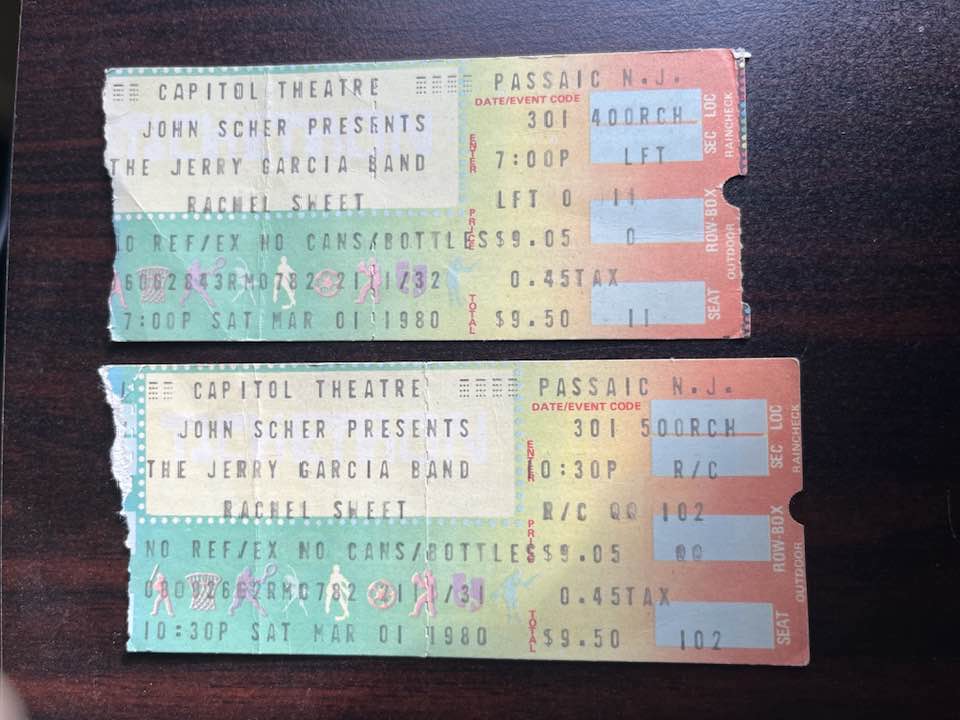 CAPITOL THEATRE PASSAIC N.J.
DATE/EVENT CODE
JOHN SCHER PRESENTS 301 400RCH
THE JERRY GARCIA BAND 7:00P LFT
RACHEL SWEET LFT O 11
NO REF/EX NO CANS/BOTTLES $9.05 O
0.45TAX
7:00P SAT MAR 01 1980 $9.50 11
ENTER PRICE TOTAL
SEC LOC
ROW-BOX
SEAT
RAINCHECK
OUTDOOR
CAPITOL THEATRE PASSAIC N.J.
DATE/EVENT CODE
JOHN SCHER PRESENTS 301 500RCH
THE JERRY GARCIA BAND 10:30P R/C
RACHEL SWEET R/C QQ 102
NO REF/EX NO CANS/BOTTLES $9.05 QQ
0.45TAX
10:30P SAT MAR 01 1980 $9.50 102
ENTER PRICE TOTAL
SEC LOC
ROW-BOX
SEAT
RAINCHECK
OUTDOOR